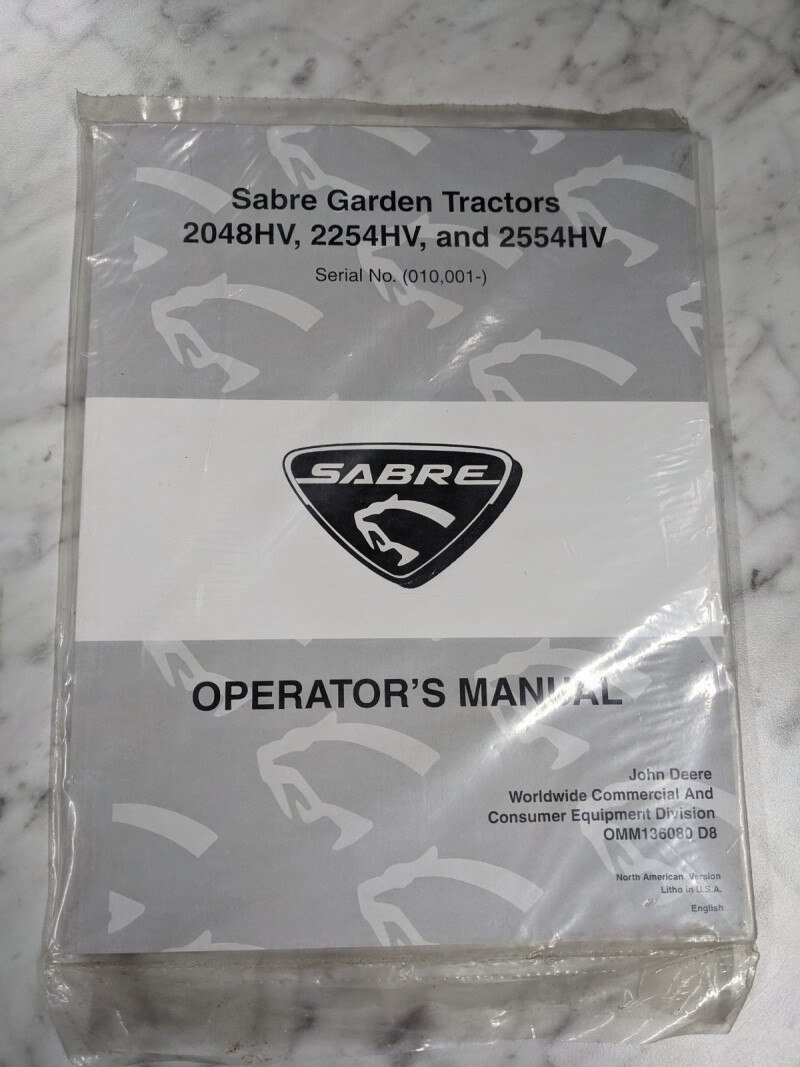 Sabre Garden Tractors
2048HV, 2254HV, and 2554HV
Serial No. (010,001-)
SABRE
OPERATOR'S MANUAL
John Deere
Worldwide Commercial And
Consumer Equipment Division
OMM136080 D8
North American Version
Litho in U.S.A.
English